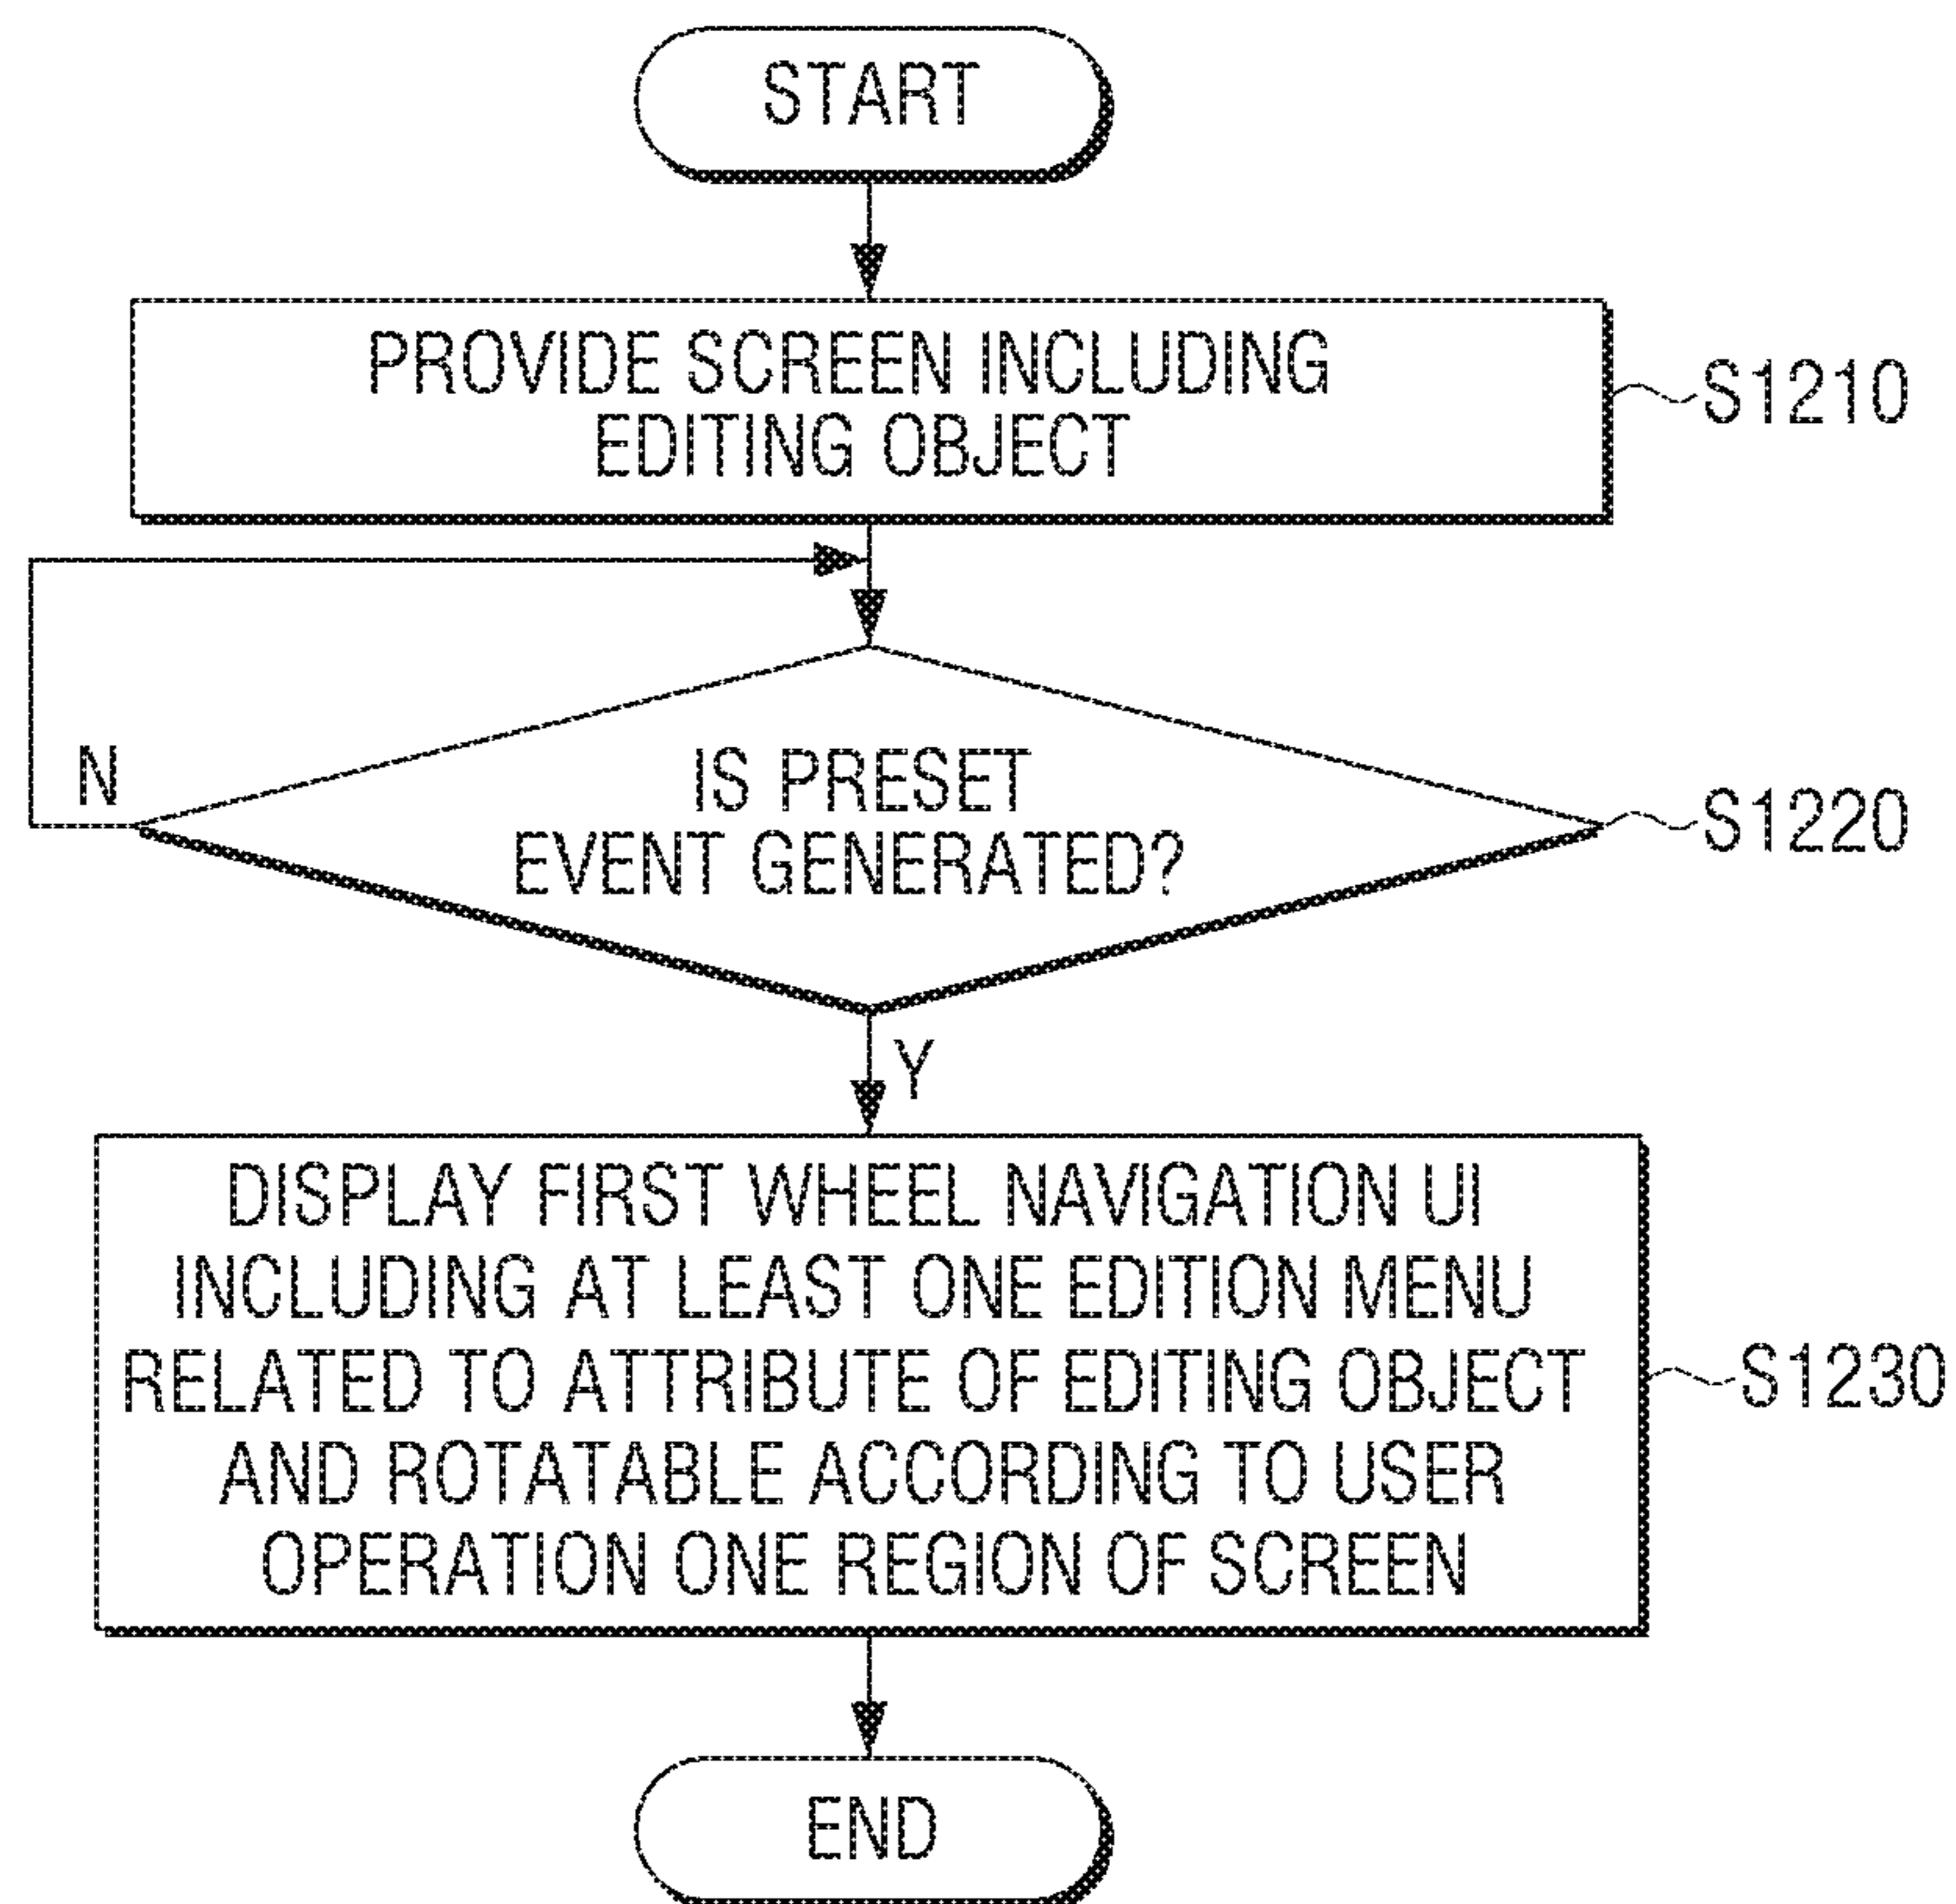 START
PROVIDE SCREEN INCLUDING
EDITING OBJECT
S1210
N
IS PRESET
EVENT GENERATED?
S1220
Y
DISPLAY FIRST WHEEL NAVIGATION UI
INCLUDING AT LEAST ONE EDITION MENU
RELATED TO ATTRIBUTE OF EDITING OBJECT
AND ROTATABLE ACCORDING TO USER
OPERATION ONE REGION OF SCREEN
S1230
END